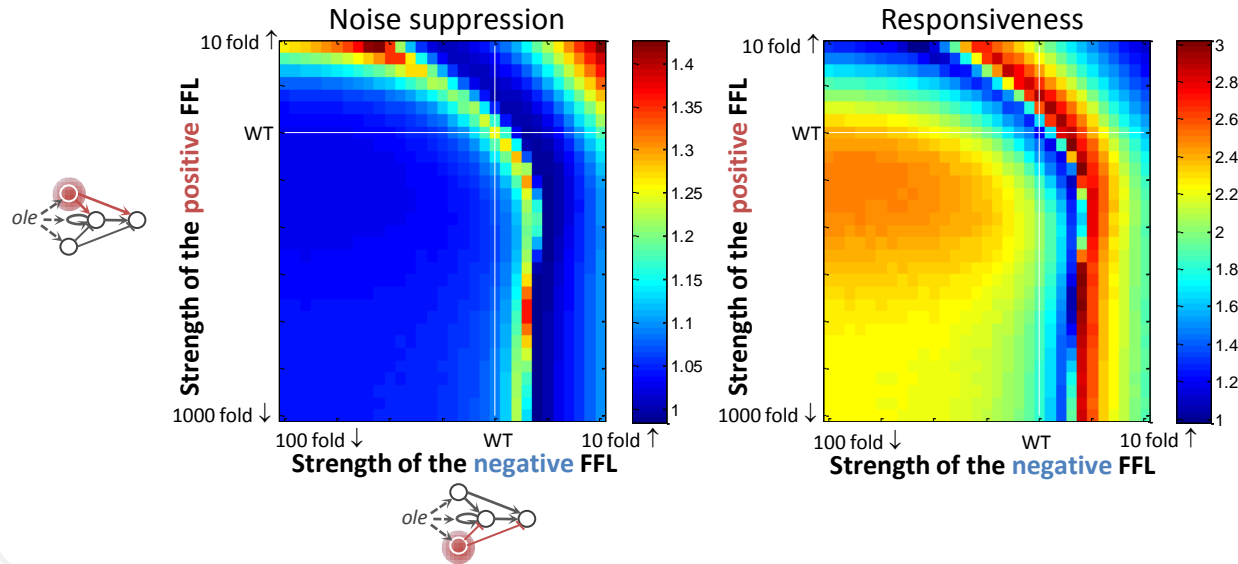 Noise suppression
Responsiveness
10 fold ↑
WT
1000 fold ↓
Strength of the positive FFL
100 fold ↓
WT
10 fold ↑
Strength of the negative FFL
1.4
1.35
1.3
1.25
1.2
1.15
1.1
1.05
1
10 fold ↑
WT
1000 fold ↓
Strength of the positive FFL
100 fold ↓
WT
10 fold ↑
Strength of the negative FFL
3
2.8
2.6
2.4
2.2
2
1.8
1.6
1.4
1.2
1
ole
ole